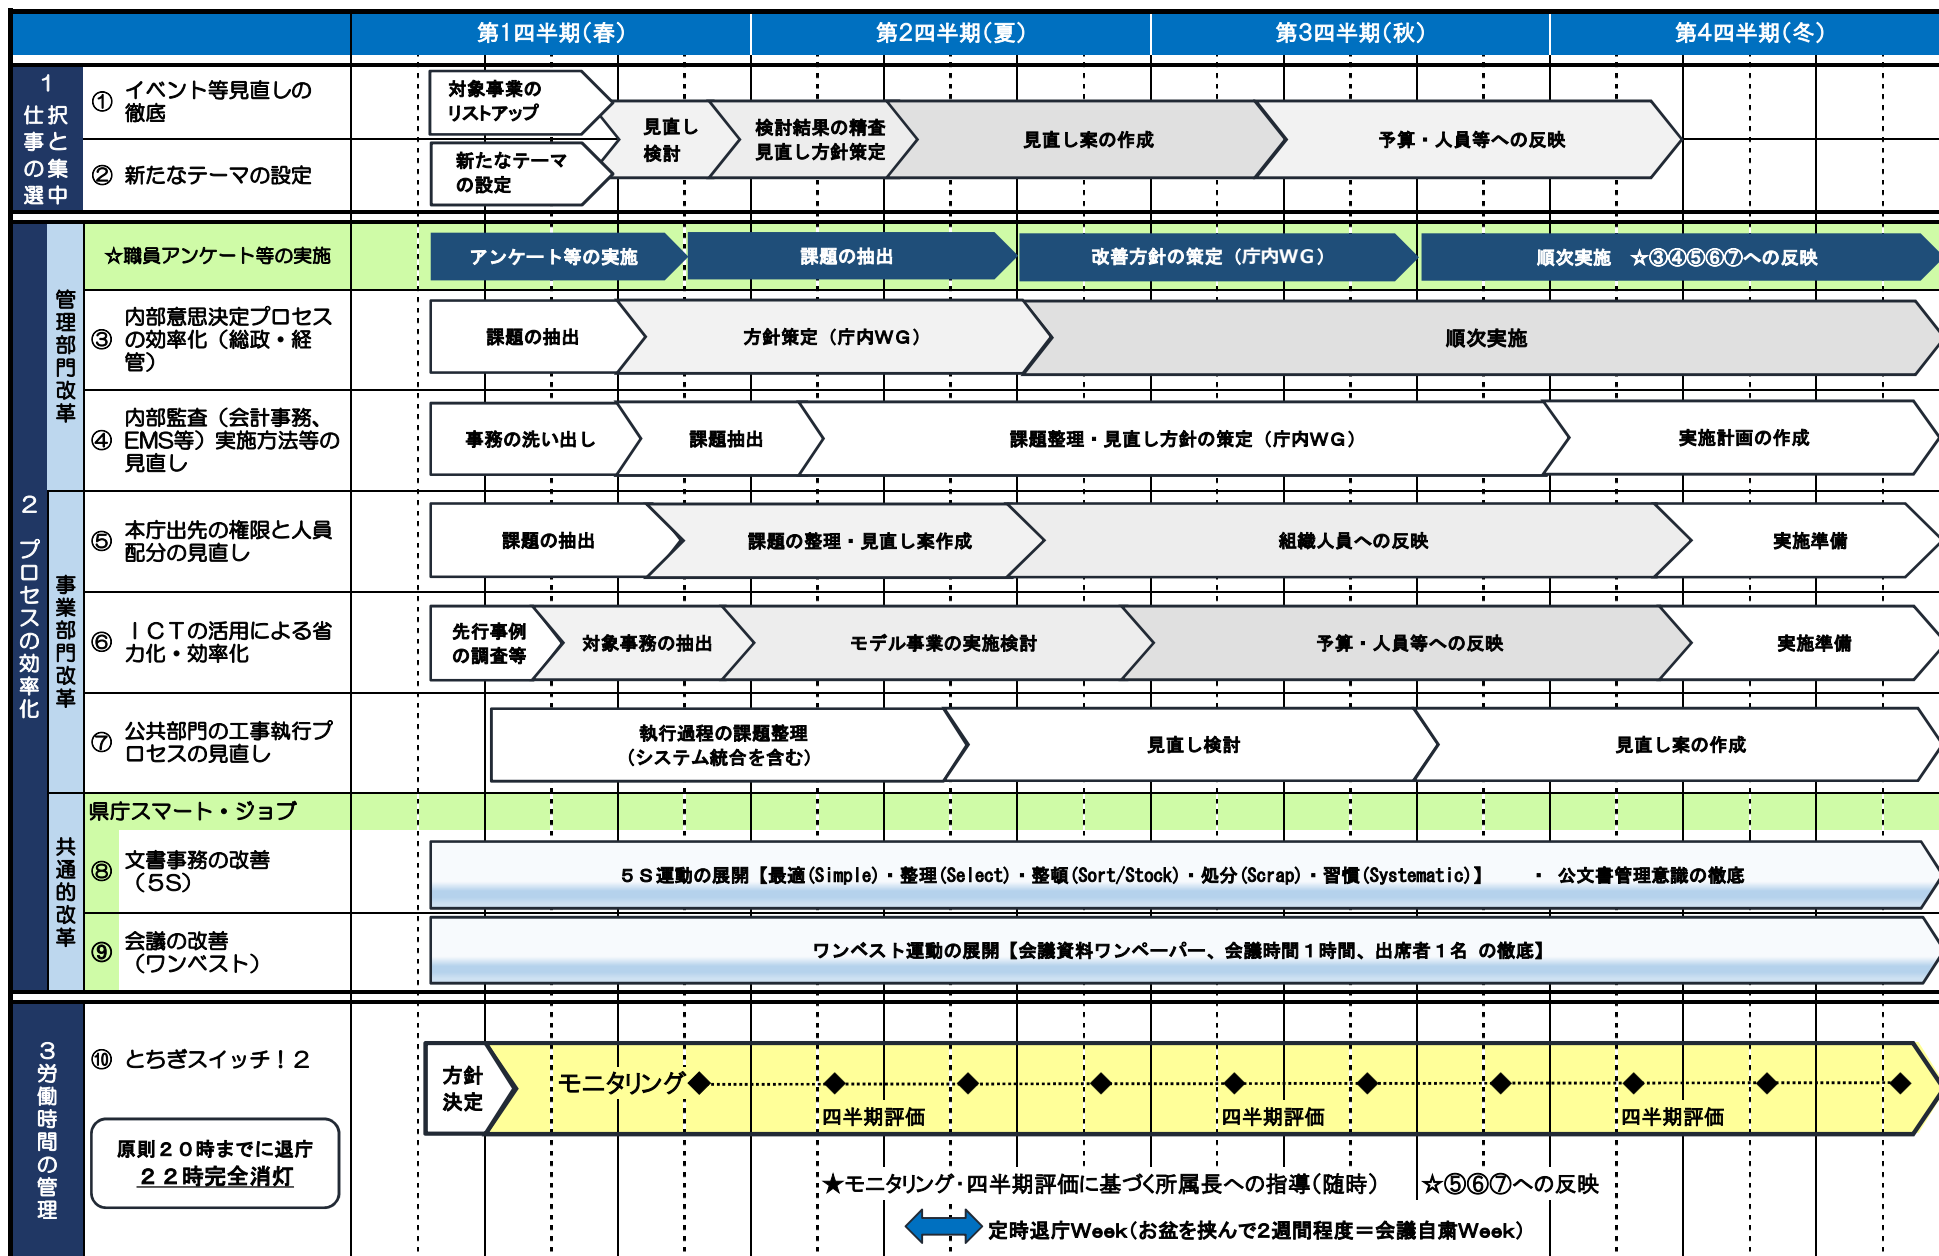 第1四半期（春）
第2四半期（夏）
第3四半期（秋）
第4四半期（冬）
1
仕事の選択と集中
① イベント等見直しの
徹底
② 新たなテーマの設定
対象事業の
リストアップ
新たなテーマ
の設定
見直し
検討
検討結果の精査
見直し方針策定
見直し案の作成
予算・人員等への反映
2 プロセスの効率化
管理部門改革
☆職員アンケート等の実施
アンケート等の実施
課題の抽出
改善方針の策定（庁内WG）
順次実施 ☆③④⑤⑥⑦への反映
③ 内部意思決定プロセス
の効率化（総政・経
管）
課題の抽出
方針策定（庁内WG）
順次実施
④ 内部監査（会計事務、
EMS等）実施方法等の
見直し
事務の洗い出し
課題抽出
課題整理・見直し方針の策定（庁内WG）
実施計画の作成
事業部門改革
⑤ 本庁出先の権限と人員
配分の見直し
課題の抽出
課題の整理・見直し案作成
組織人員への反映
実施準備
⑥ ＩＣＴの活用による省
力化・効率化
先行事例
の調査等
対象事務の抽出
モデル事業の実施検討
予算・人員等への反映
実施準備
⑦ 公共部門の工事執行プ
ロセスの見直し
執行過程の課題整理
（システム統合を含む）
見直し検討
見直し案の作成
共通的改革
県庁スマート・ジョブ
⑧ 文書事務の改善
（5S）
５Ｓ運動の展開【最適(Simple)・整理(Select)・整頓(Sort/Stock)・処分(Scrap)・習慣(Systematic)】 ・ 公文書管理意識の徹底
⑨ 会議の改善
（ワンベスト）
ワンベスト運動の展開【会議資料ワンペーパー、会議時間１時間、出席者１名 の徹底】
3 労働時間の管理
⑩ とちぎスイッチ！2
原則２０時までに退庁
２２時完全消灯
方針
決定
モニタリング
四半期評価
四半期評価
四半期評価
★モニタリング・四半期評価に基づく所属長への指導（随時） ☆⑤⑥⑦への反映
定時退庁Week（お盆を挟んで2週間程度＝会議自粛Week）